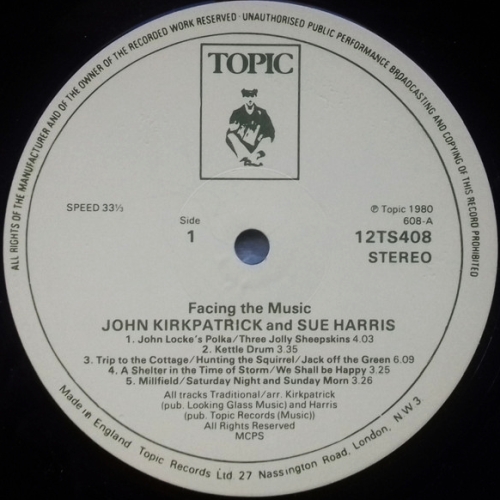 ALL RIGHTS OF THE MANUFACTURER AND OF THE OWNER OF THE RECORDED WORK RESERVED · UNAUTHORISED PUBLIC PERFORMANCE BROADCASTING AND COPYING OF THIS RECORD PROHIBITED
TOPIC
SPEED 33⅓
Side
1
℗ Topic 1980
608-A
12TS408
STEREO
Facing the Music
JOHN KIRKPATRICK and SUE HARRIS
1. John Locke's Polka/Three Jolly Sheepskins 4.03
2. Kettle Drum 3.35
3. Trip to the Cottage/Hunting the Squirrel/Jack off the Green 6.09
4. A Shelter in the Time of Storm/We Shall be Happy 3.25
5. Millfield/Saturday Night and Sunday Morn 3.26
All tracks Traditional/arr. Kirkpatrick
(pub. Looking Glass Music) and Harris
(pub. Topic Records (Music))
All Rights Reserved
MCPS
Made in England Topic Records Ltd 27 Nassington Road, London, N.W.3.